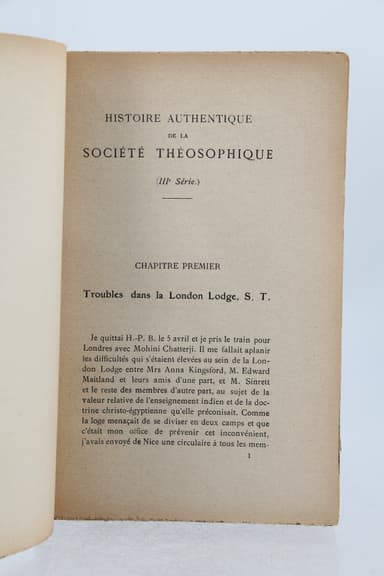 HISTOIRE AUTHENTIQUE
DE LA
SOCIÉTÉ THÉOSOPHIQUE
(IIIe Série.)
CHAPITRE PREMIER
Troubles dans la London Lodge, S. T.
Je quittai H.-P. B. le 5 avril et je pris le train pour
Londres avec Mohini Chatterji. Il me fallait aplanir
les difficultés qui s'étaient élevées au sein de la Lon-
don Lodge entre Mrs Anna Kingsford, M. Edward
Maitland et leurs amis d'une part, et M. Sinrett
et le reste des membres d'autre part, au sujet de la
valeur relative de l'enseignement indien et de la doc-
trine christo-égyptienne qu'elle préconisait. Comme
la loge menaçait de se diviser en deux camps et que
c'était mon office de prévenir cet inconvénient,
j'avais envoyé de Nice une circulaire à tous les mem-
1